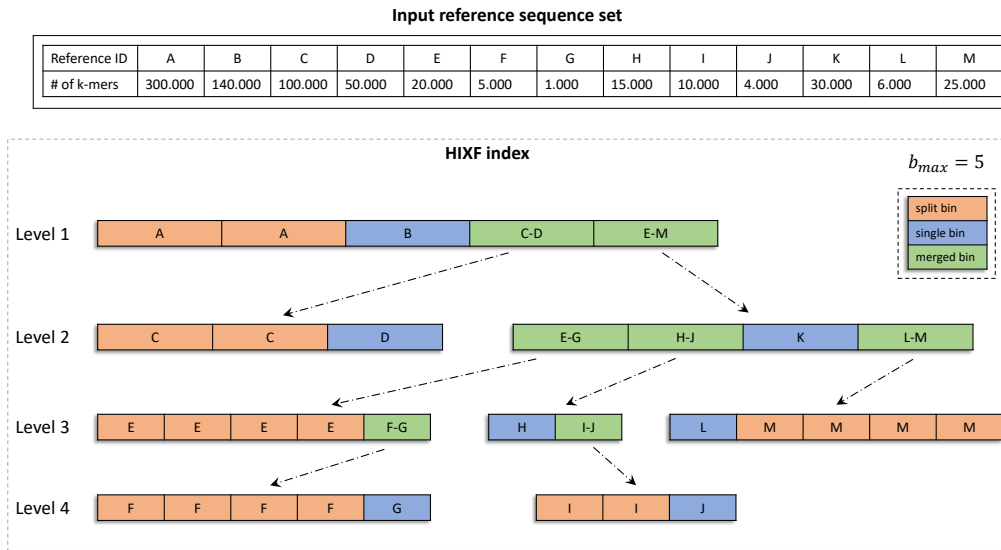 Input reference sequence set
Reference ID A B C D E F G H I J K L M
# of k-mers 300.000 140.000 100.000 50.000 20.000 5.000 1.000 15.000 10.000 4.000 30.000 6.000 25.000
HIXF index
b_max = 5
split bin
single bin
merged bin
Level 1 A A B C-D E-M
Level 2 C C D E-G H-J K L-M
Level 3 E E E E F-G H I-J L M M M M
Level 4 F F F F G I I J